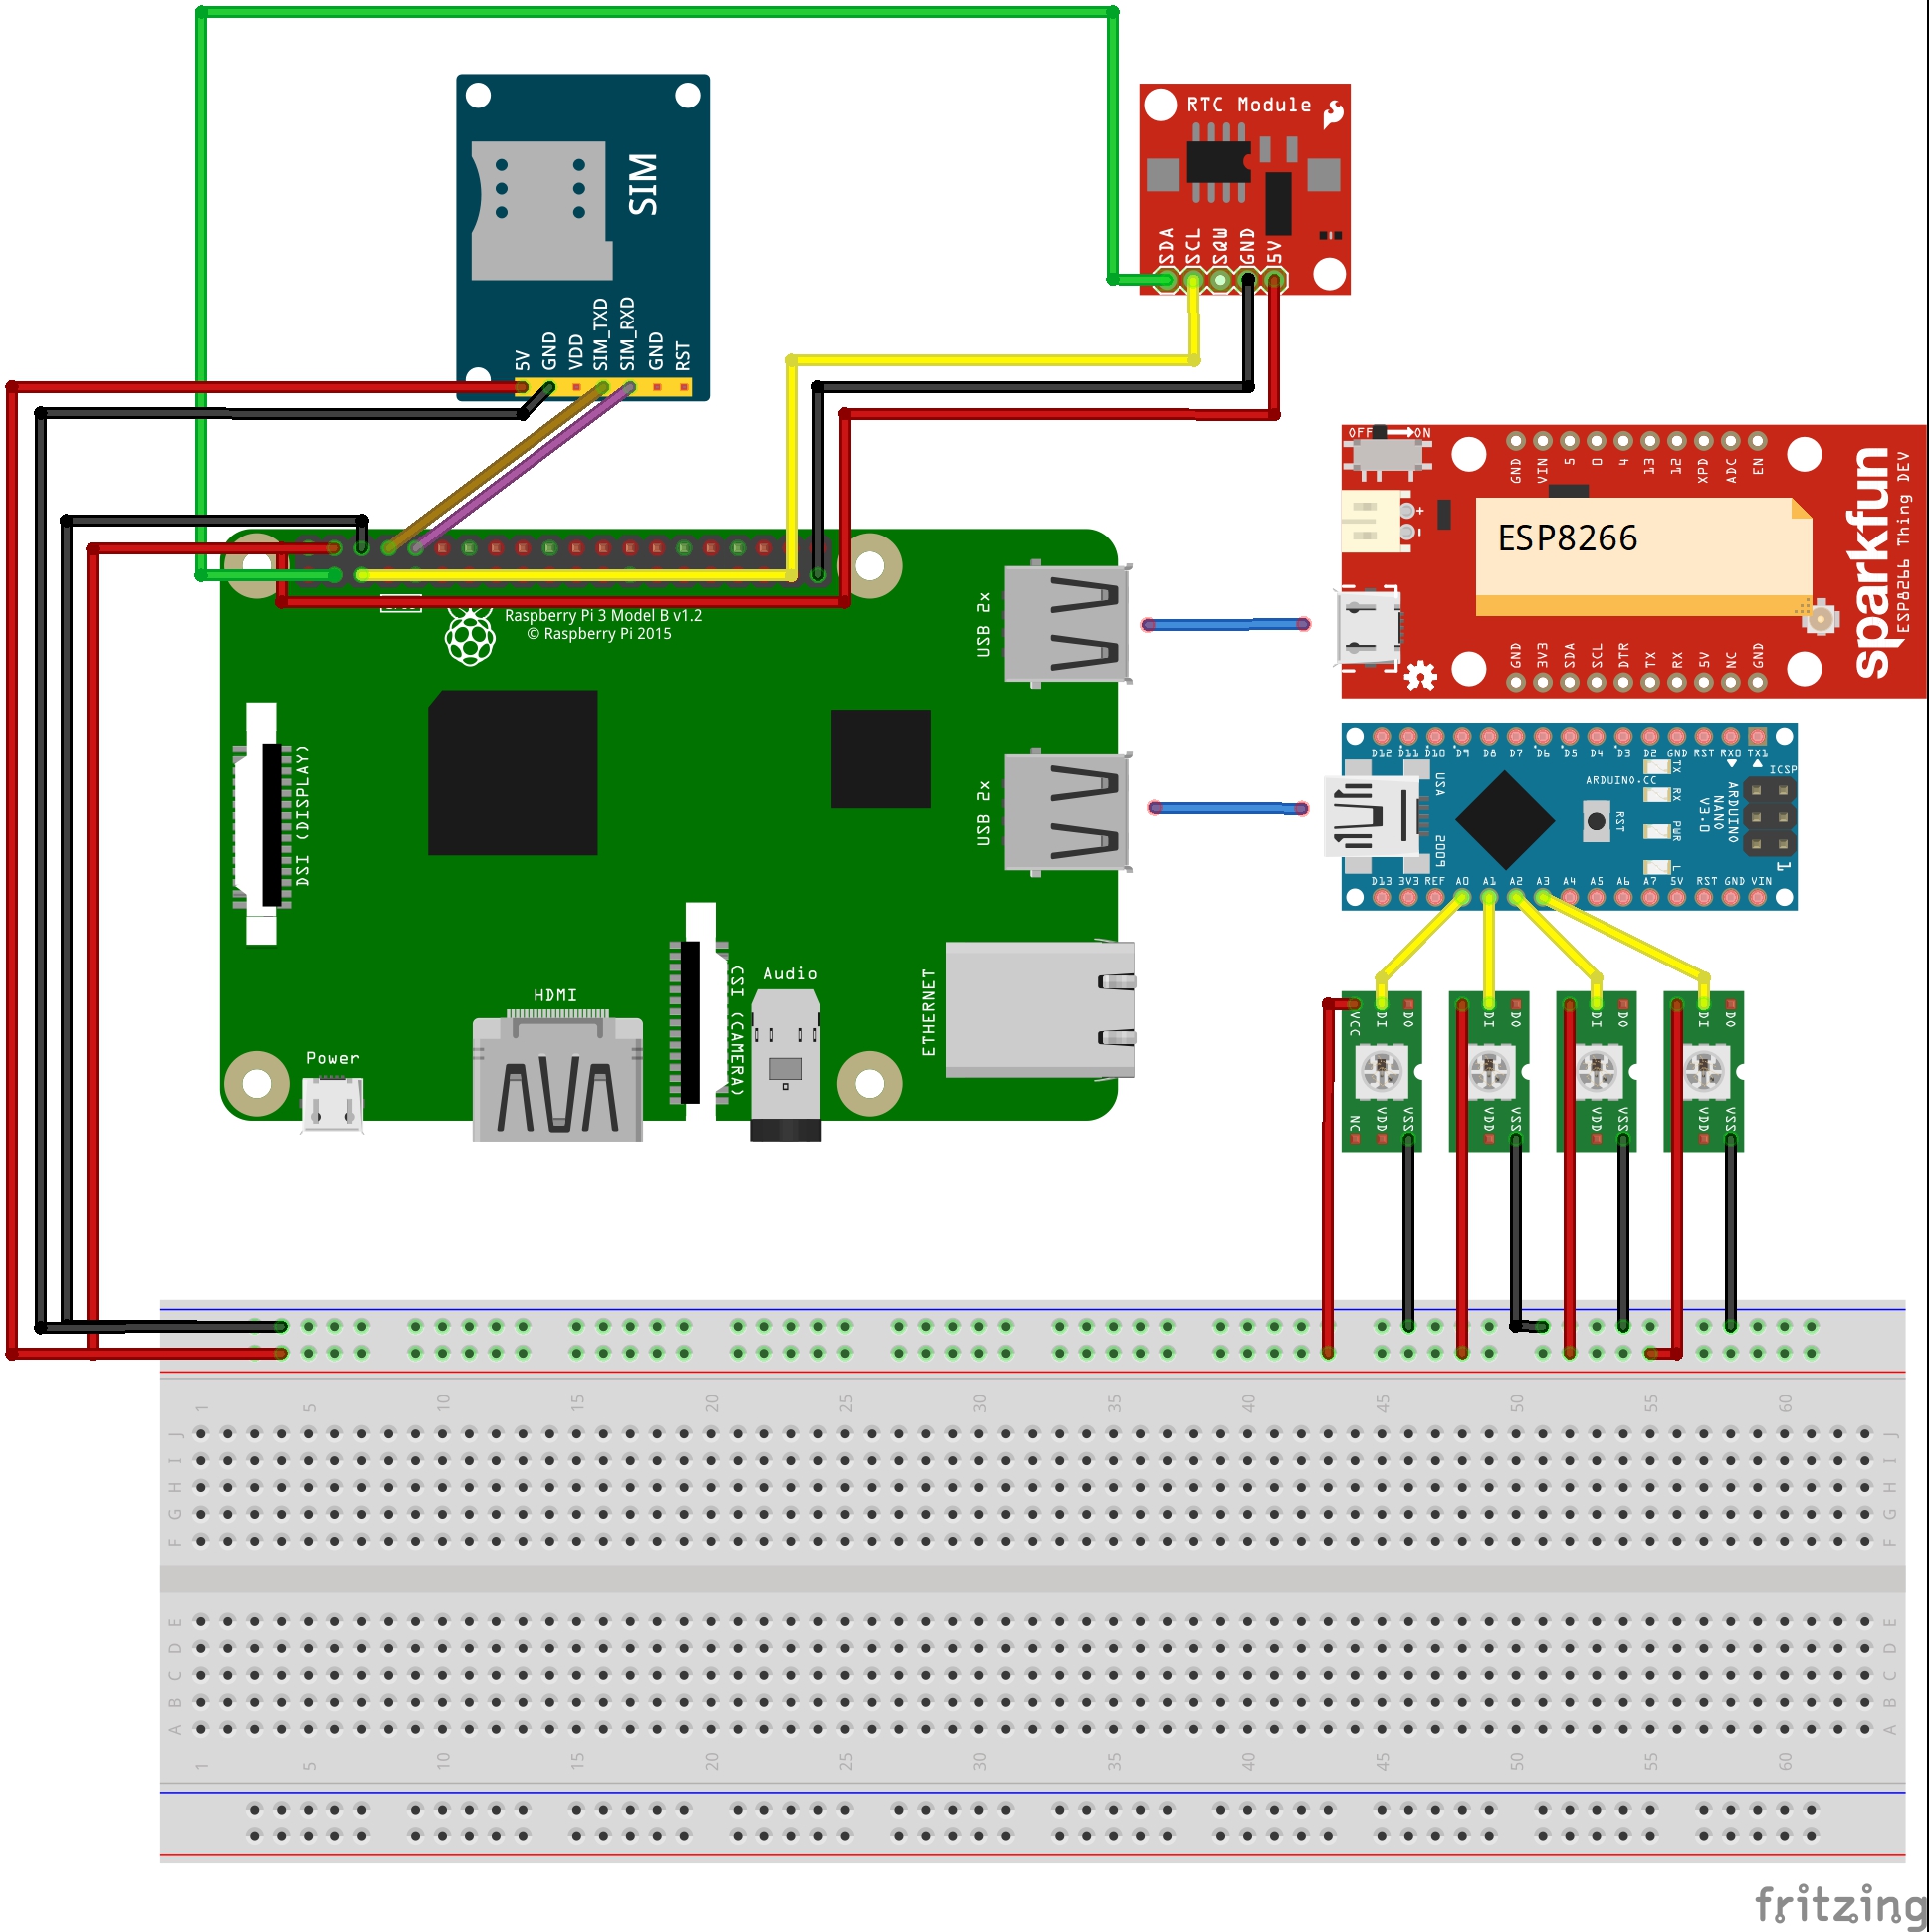 RTC Module
SIM
SDA
SCL
SQW
GND
5V
5V
GND
VDD
SIM_TXD
SIM_RXD
GND
RST
OFF
ON
GND
VIN
5
0
4
13
12
XPD
ADC
EN
+
-
ESP8266
sparkfun
ESP8266 Thing DEV
GND
3V3
SDA
SCL
DTR
TX
RX
5V
NC
GND
Raspberry Pi 3 Model B v1.2
© Raspberry Pi 2015
USB 2x
USB 2x
DSI (DISPLAY)
CSI (CAMERA)
ETHERNET
Audio
HDMI
Power
D12 D11 D10 D9 D8 D7 D6 D5 D4 D3 D2 GND RST RX0 TX1
TX
RX
PWR
L
ICSP
1
ARDUINO.CC
ARDUINO
NANO
V3.0
RST
USA
2009
D13 3V3 REF A0 A1 A2 A3 A4 A5 A6 A7 5V RST GND VIN
VCC DI DO
DI DO
DI DO
DI DO
NC VDD VSS
VDD VSS
VDD VSS
VDD VSS
1 5 10 15 20 25 30 35 40 45 50 55 60
J J
I I
H H
G G
F F
E E
D D
C C
B B
A A
1 5 10 15 20 25 30 35 40 45 50 55 60
fritzing